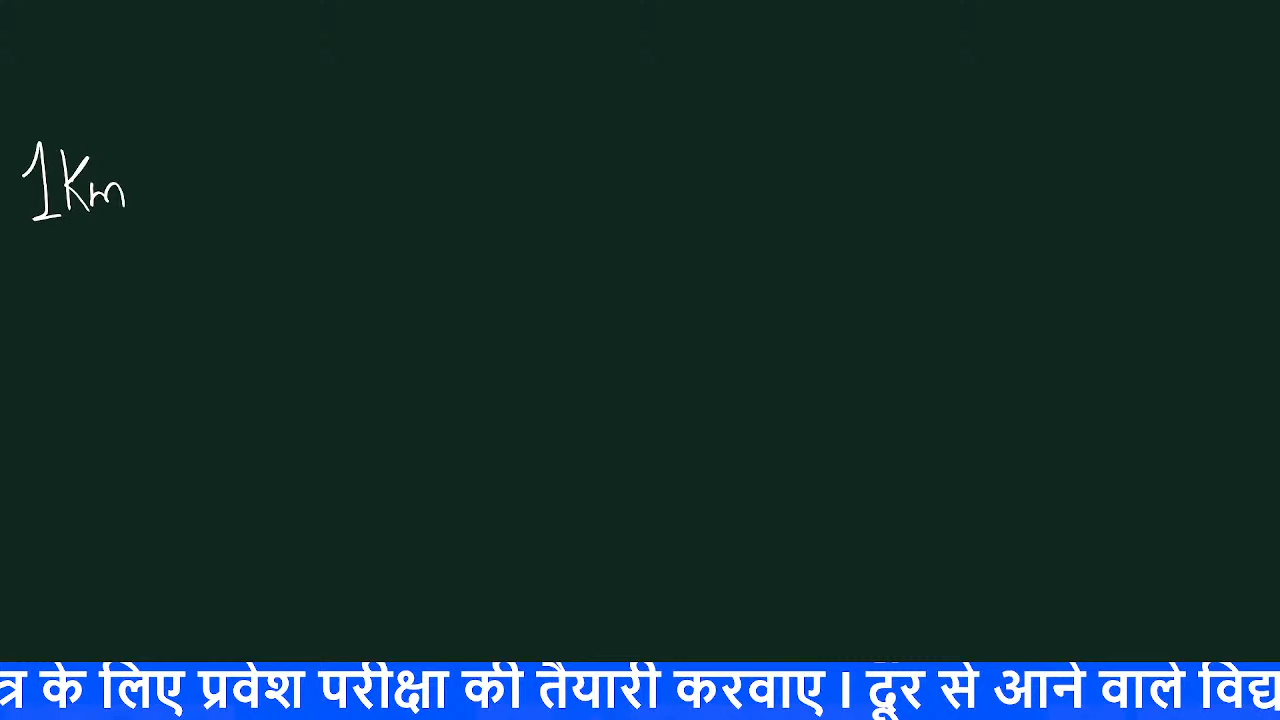 1Km
के लिए प्रवेश परीक्षा की तैयारी करवाए । दूर से आने वाले